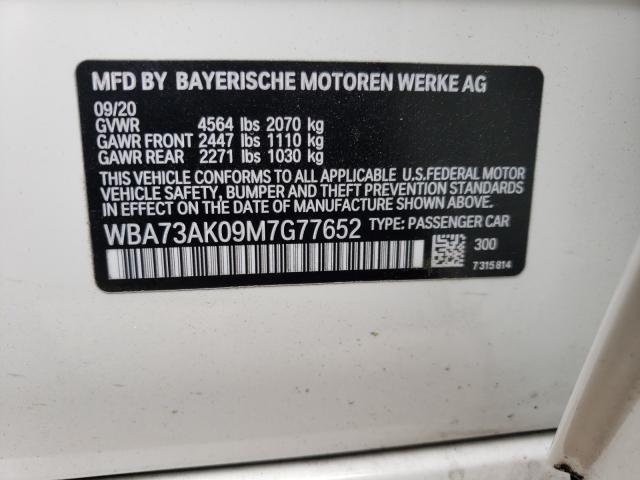 MFD BY BAYERISCHE MOTOREN WERKE AG
09/20
GVWR 4564 lbs 2070 kg
GAWR FRONT 2447 lbs 1110 kg
GAWR REAR 2271 lbs 1030 kg
THIS VEHICLE CONFORMS TO ALL APPLICABLE U.S.FEDERAL MOTOR
VEHICLE SAFETY, BUMPER AND THEFT PREVENTION STANDARDS
IN EFFECT ON THE DATE OF MANUFACTURE SHOWN ABOVE.
WBA73AK09M7G77652 TYPE: PASSENGER CAR
300
7315814